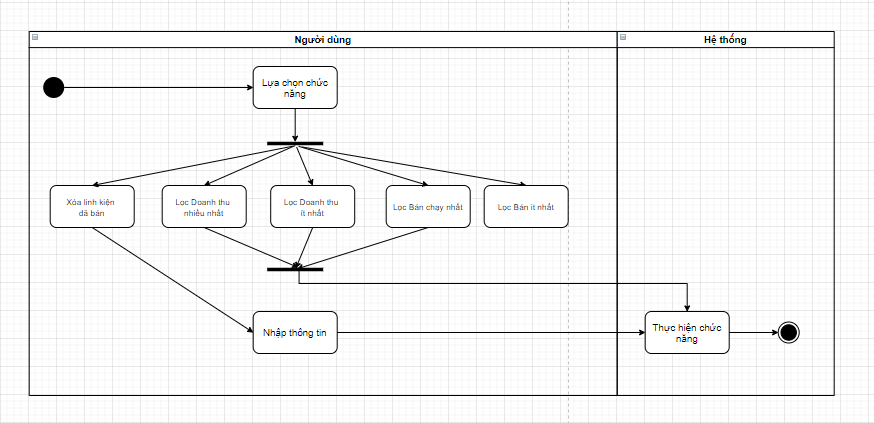 Người dùng
Hệ thống
Lựa chọn chức
năng
Xóa linh kiện
đã bán
Lọc Doanh thu
nhiều nhất
Lọc Doanh thu
ít nhất
Lọc Bán chạy nhất
Lọc Bán ít nhất
Nhập thông tin
Thực hiện chức
năng